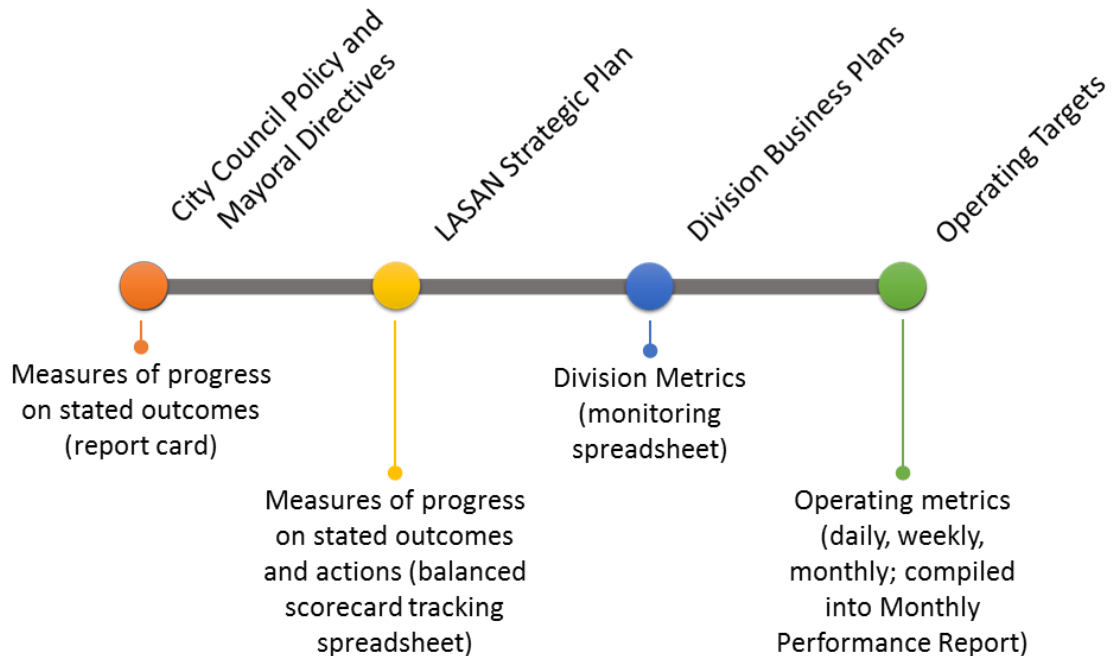 City Council Policy and
Mayoral Directives
LASAN Strategic Plan
Division Business Plans
Operating Targets
Measures of progress
on stated outcomes
(report card)
Measures of progress
on stated outcomes
and actions (balanced
scorecard tracking
spreadsheet)
Division Metrics
(monitoring
spreadsheet)
Operating metrics
(daily, weekly,
monthly; compiled
into Monthly
Performance Report)